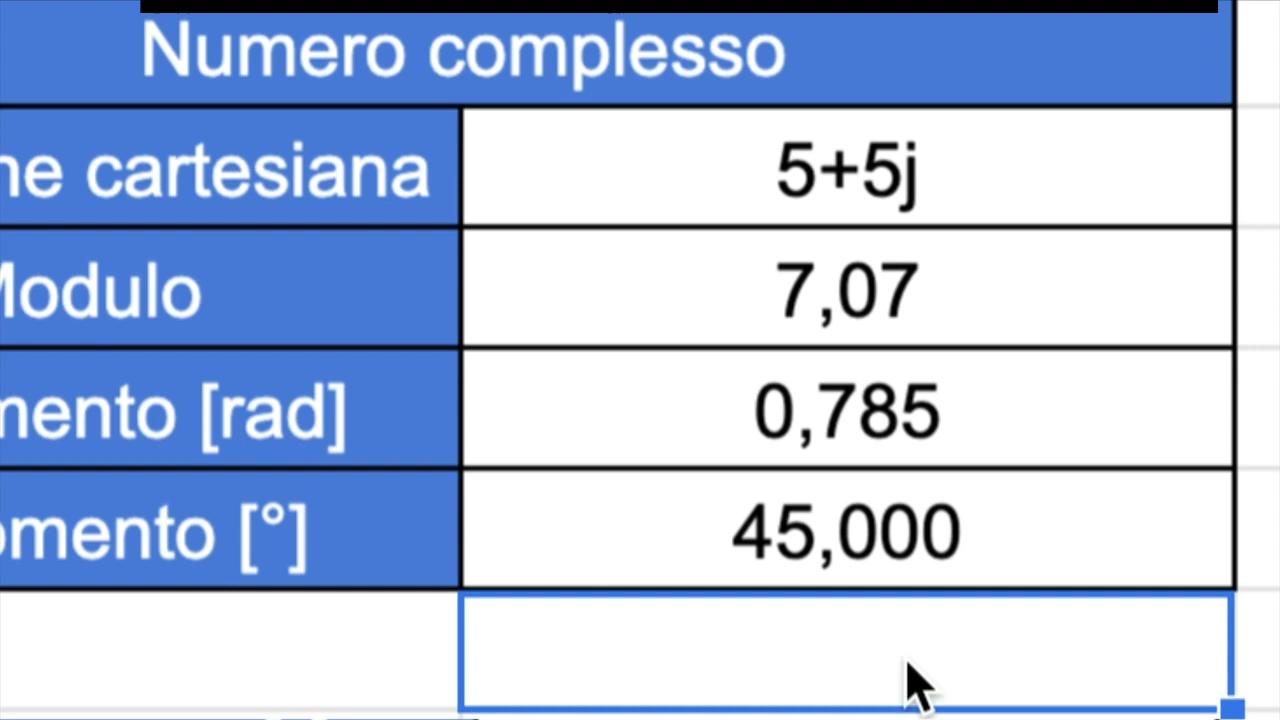 Numero complesso
ne cartesiana 5+5j
Modulo 7,07
mento [rad] 0,785
omento [°] 45,000